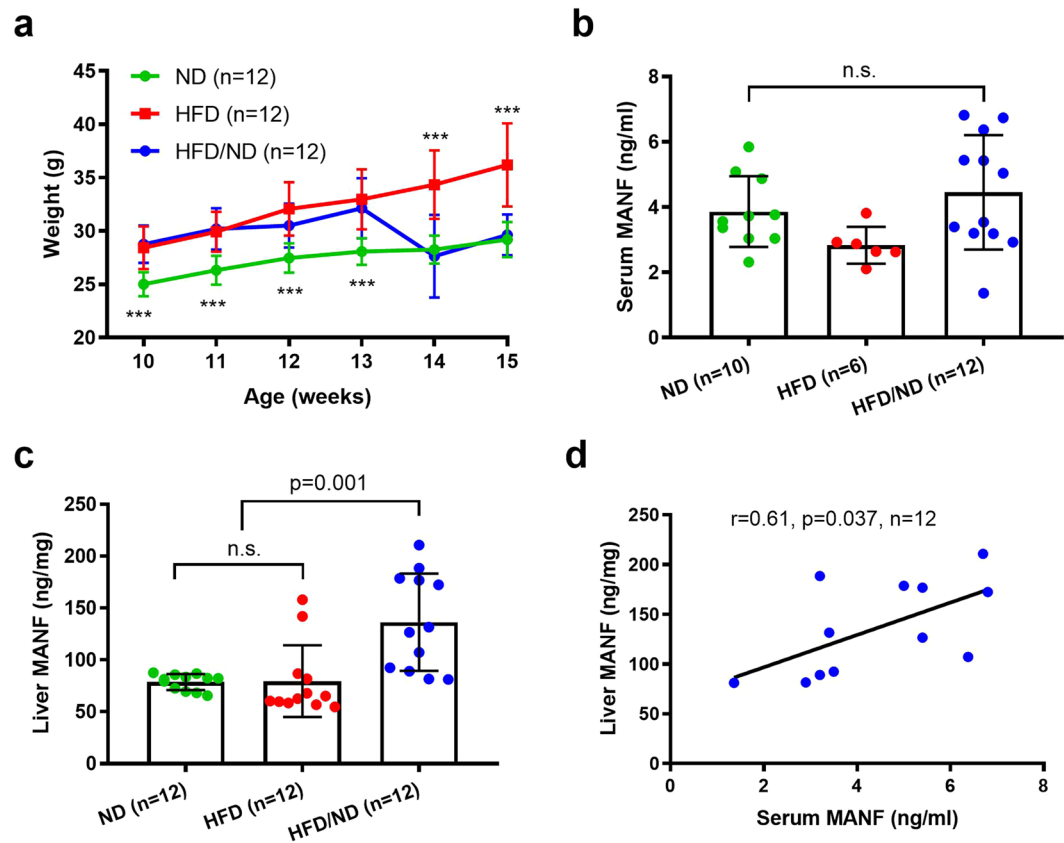 a
Weight (g)
45
40
35
30
25
20
ND (n=12)
HFD (n=12)
HFD/ND (n=12)
***
***
***
***
***
***
10 11 12 13 14 15
Age (weeks)
b
Serum MANF (ng/ml)
8
6
4
2
0
n.s.
ND (n=10)
HFD (n=6)
HFD/ND (n=12)
c
Liver MANF (ng/mg)
250
200
150
100
50
0
p=0.001
n.s.
ND (n=12)
HFD (n=12)
HFD/ND (n=12)
d
Liver MANF (ng/mg)
250
200
150
100
50
0
r=0.61, p=0.037, n=12
0 2 4 6 8
Serum MANF (ng/ml)